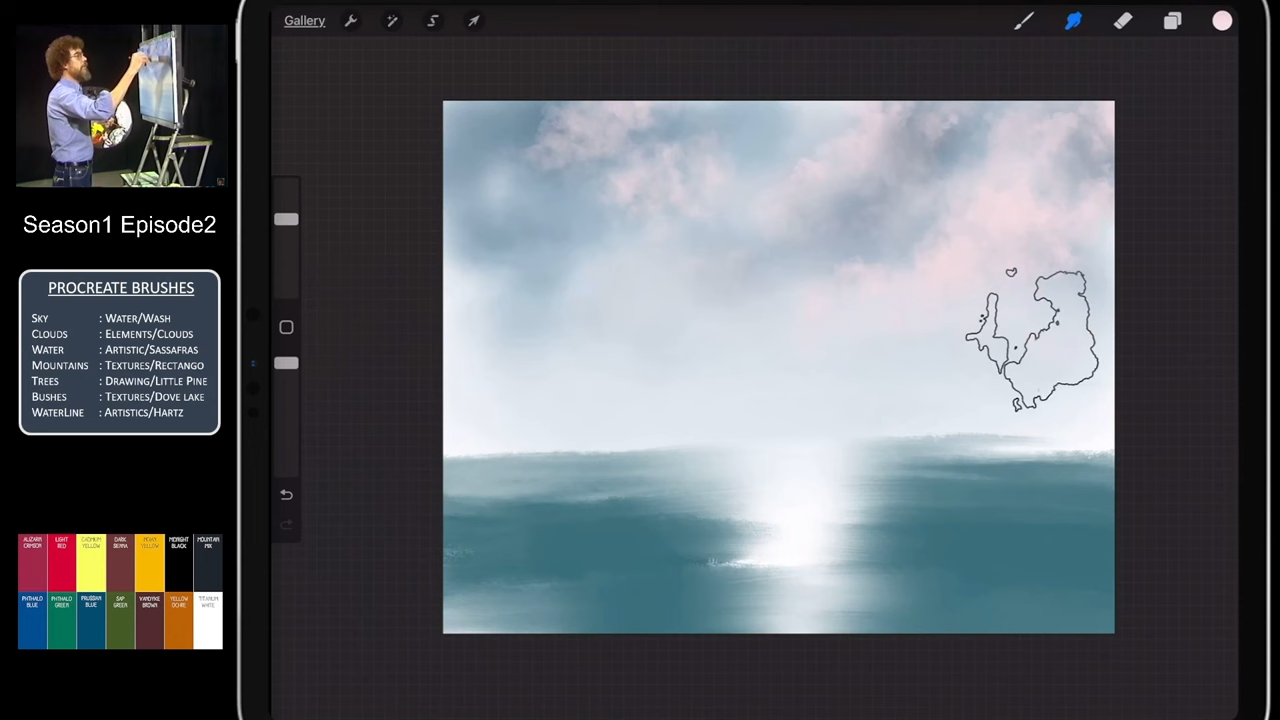 Gallery
Season1 Episode2
PROCREATE BRUSHES
SKY : WATER/WASH
CLOUDS : ELEMENTS/CLOUDS
WATER : ARTISTIC/SASSAFRAS
MOUNTAINS : TEXTURES/RECTANGO
TREES : DRAWING/LITTLE PINE
BUSHES : TEXTURES/DOVE LAKE
WATERLINE : ARTISTICS/HARTZ
ALIZARIN CRIMSON
LIGHT RED
CADMIUM YELLOW
DARK SIENNA
YELLOW
MIDNIGHT BLACK
MOUNTAIN MIX
PHTHALO BLUE
PHTHALO GREEN
PRUSSIAN BLUE
SAP GREEN
VANDYKE BROWN
YELLOW OCHRE
TITANIUM WHITE